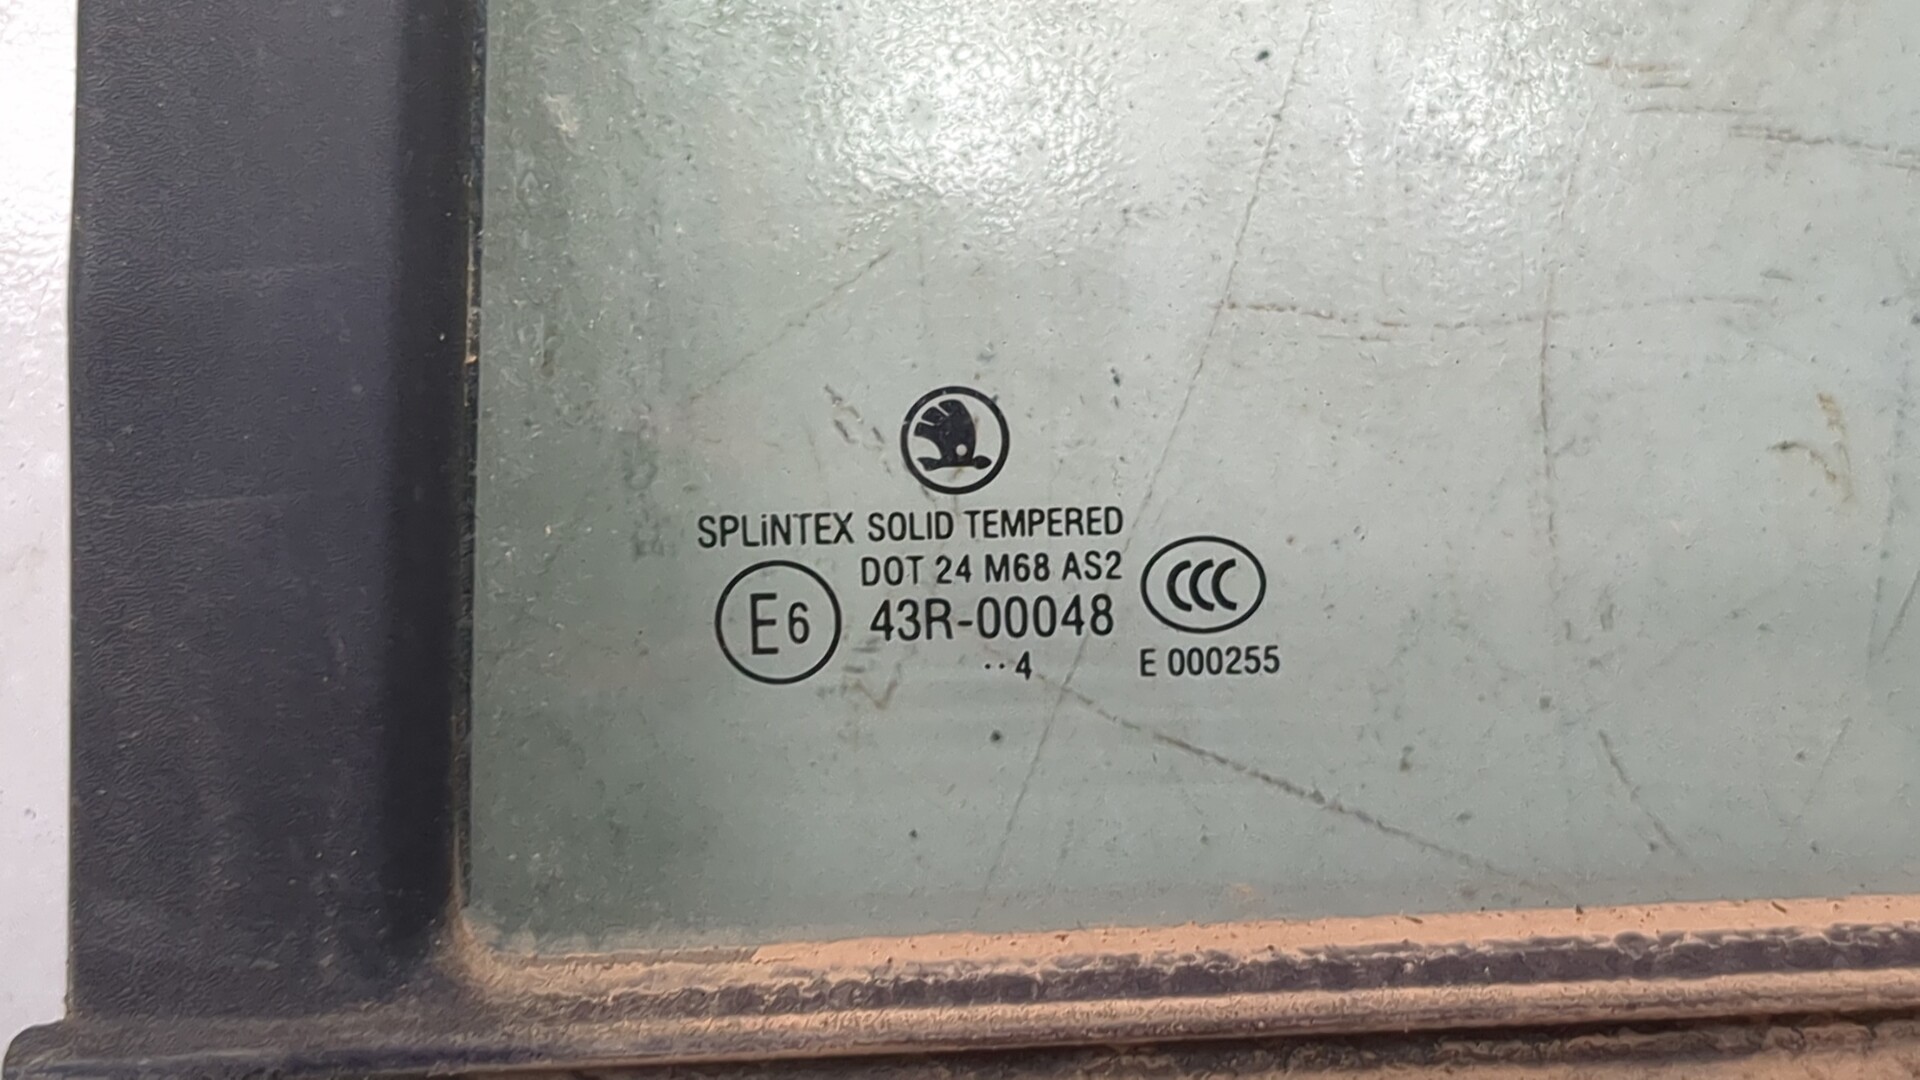 SPLiNTEX SOLID TEMPERED
DOT 24 M68 AS2
E6 43R-00048 CCC
··4 E 000255